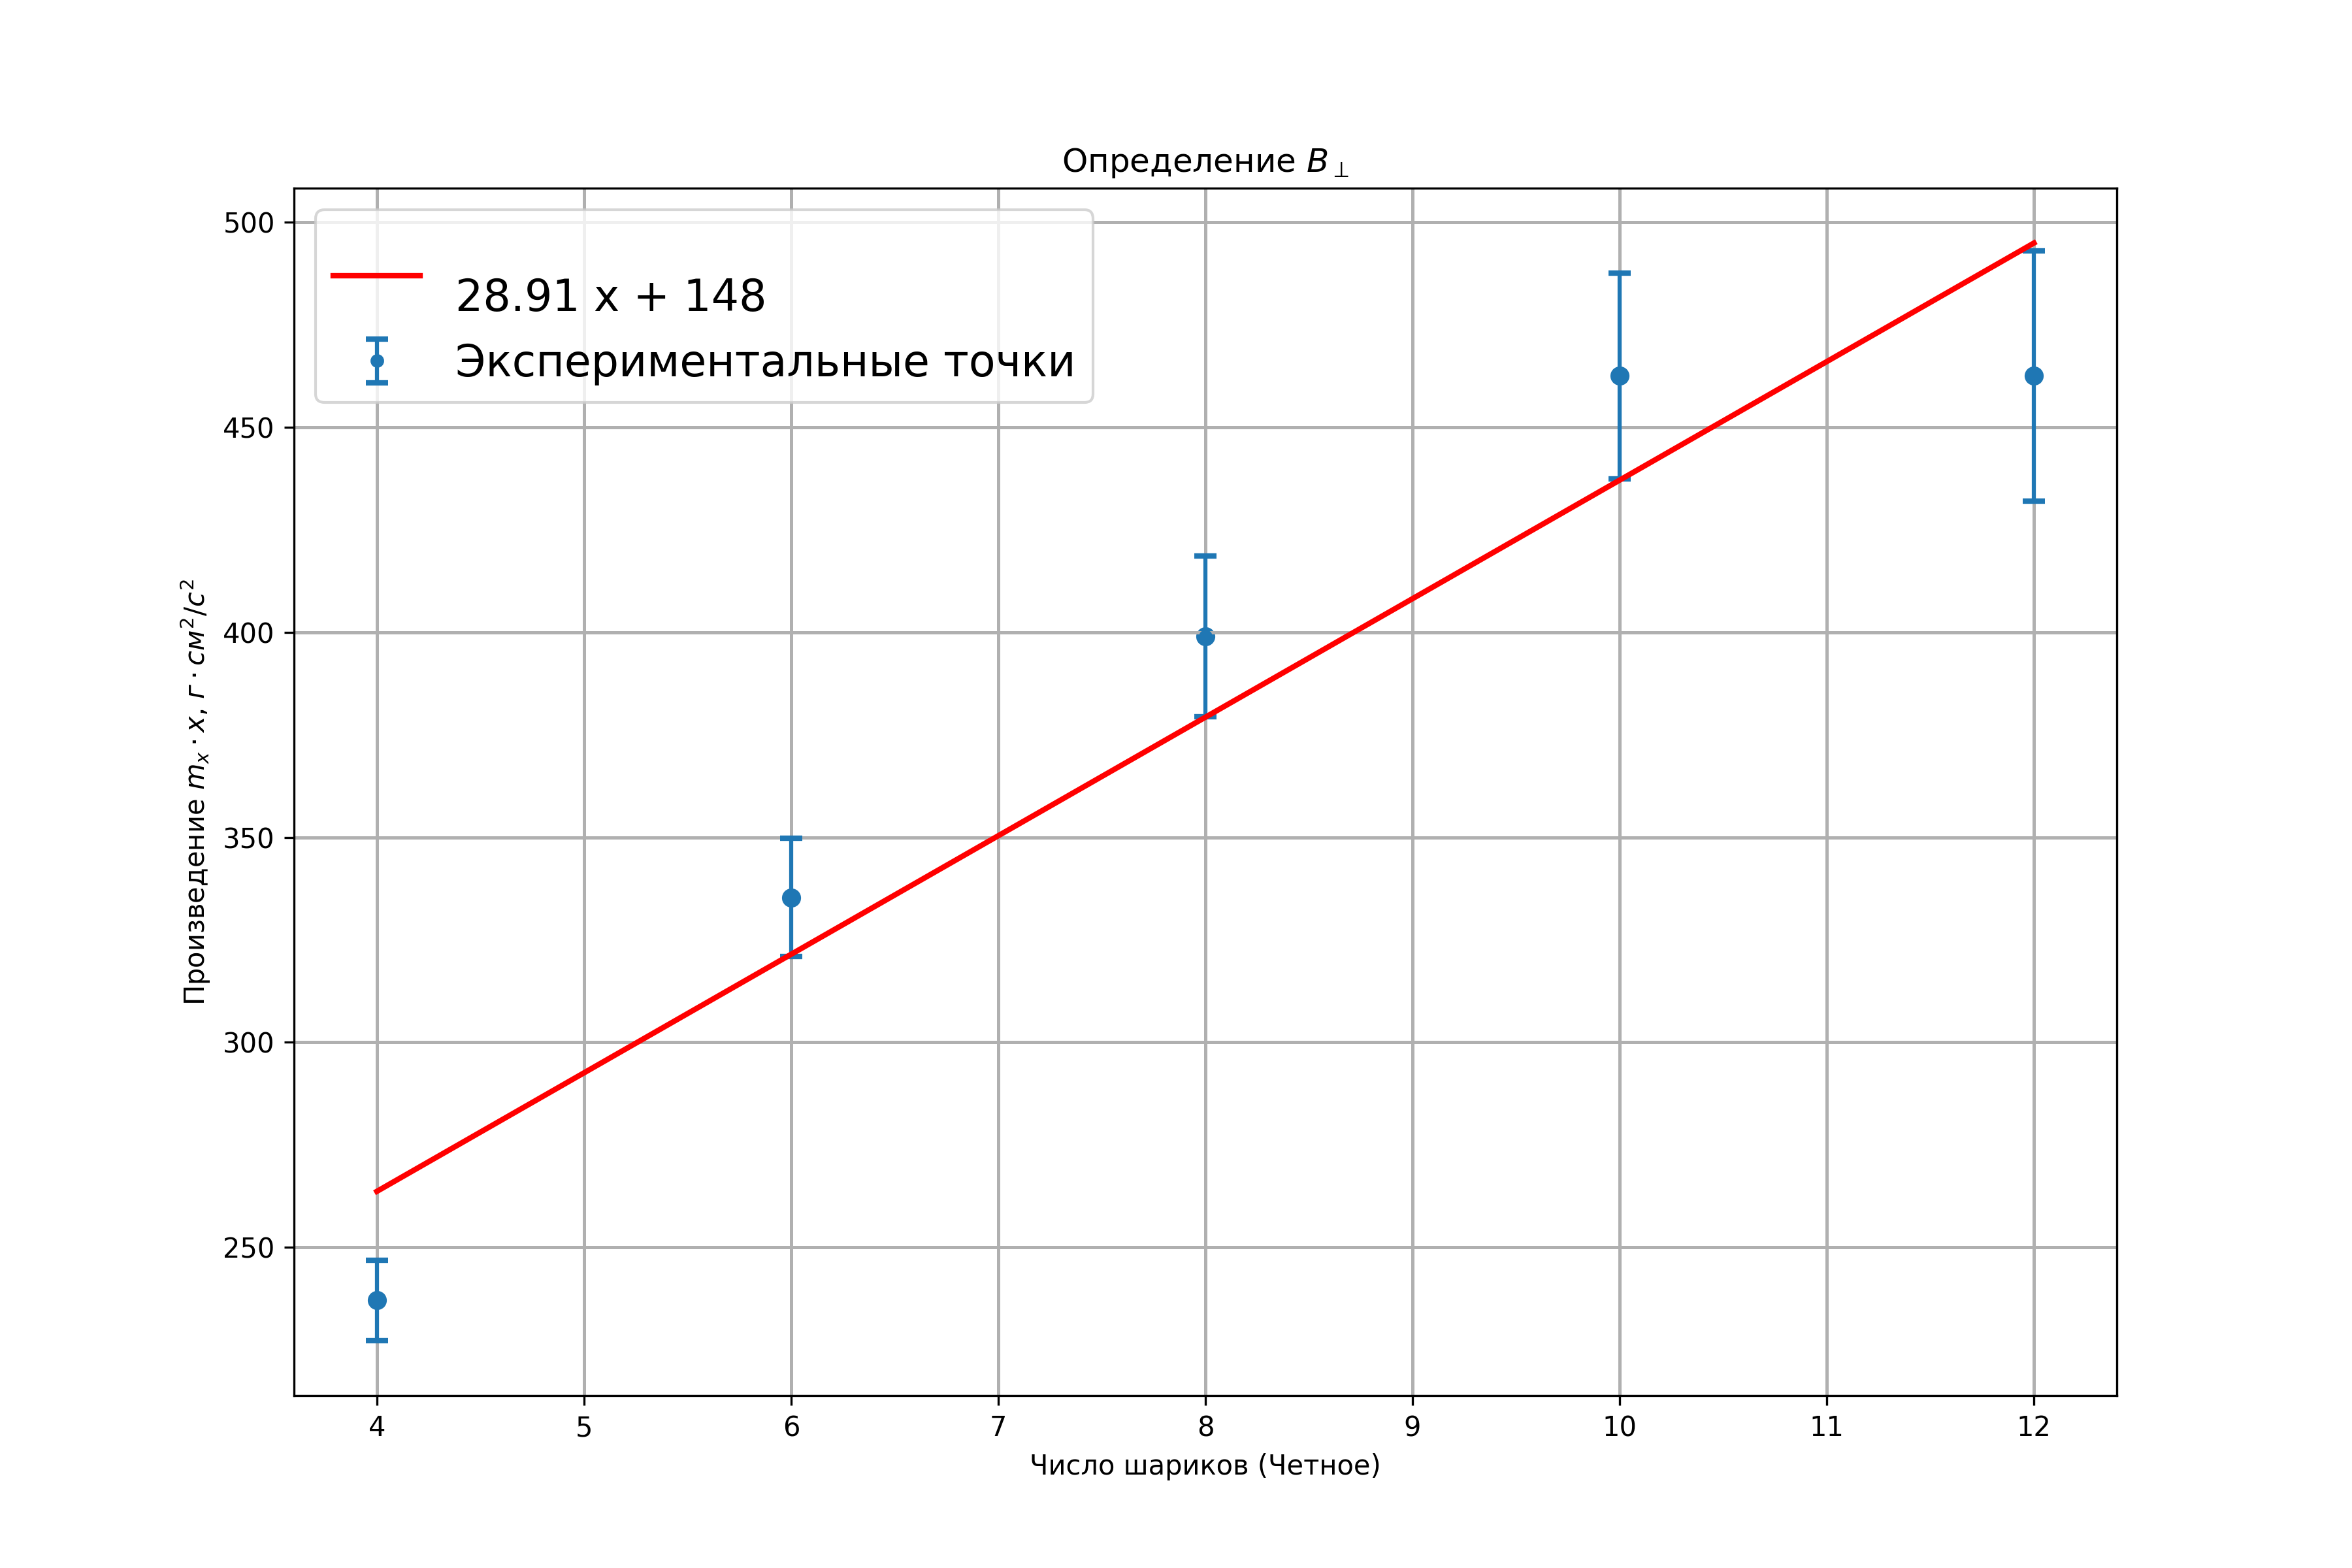 Определение B⊥
28.91 x + 148
Экспериментальные точки
500
450
400
350
300
250
Произведение mₓ · x, г · см²/с²
4 5 6 7 8 9 10 11 12
Число шариков (Четное)